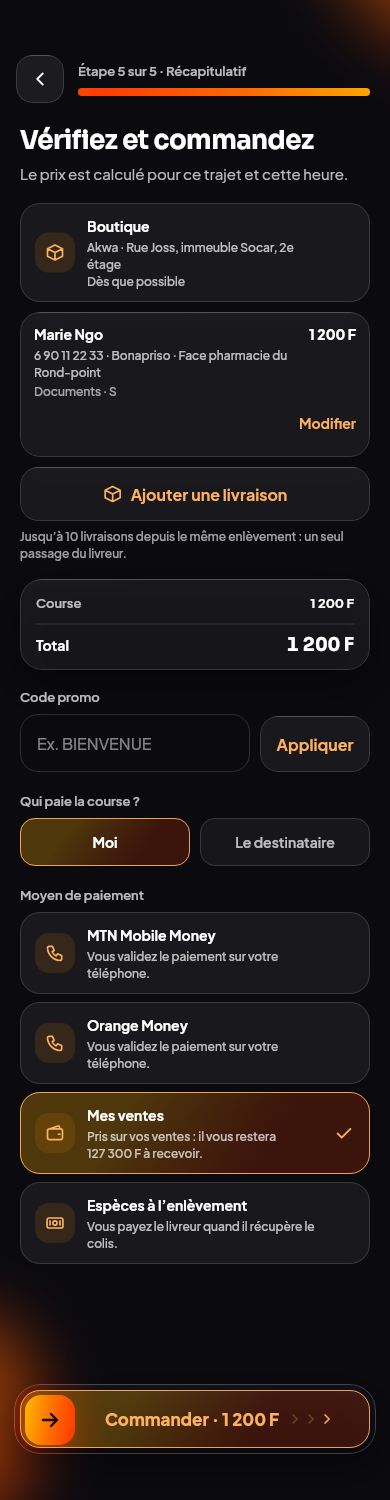 Étape 5 sur 5 · Récapitulatif
Vérifiez et commandez
Le prix est calculé pour ce trajet et cette heure.
Boutique
Akwa · Rue Joss, immeuble Socar, 2e
étage
Dès que possible
Marie Ngo 1 200 F
6 90 11 22 33 · Bonapriso · Face pharmacie du
Rond-point
Documents · S
Modifier
Ajouter une livraison
Jusqu'à 10 livraisons depuis le même enlèvement : un seul
passage du livreur.
Course 1 200 F
Total 1 200 F
Code promo
Ex. BIENVENUE Appliquer
Qui paie la course ?
Moi Le destinataire
Moyen de paiement
MTN Mobile Money
Vous validez le paiement sur votre
téléphone.
Orange Money
Vous validez le paiement sur votre
téléphone.
Mes ventes
Pris sur vos ventes : il vous restera
127 300 F à recevoir.
Espèces à l'enlèvement
Vous payez le livreur quand il récupère le
colis.
Commander · 1 200 F